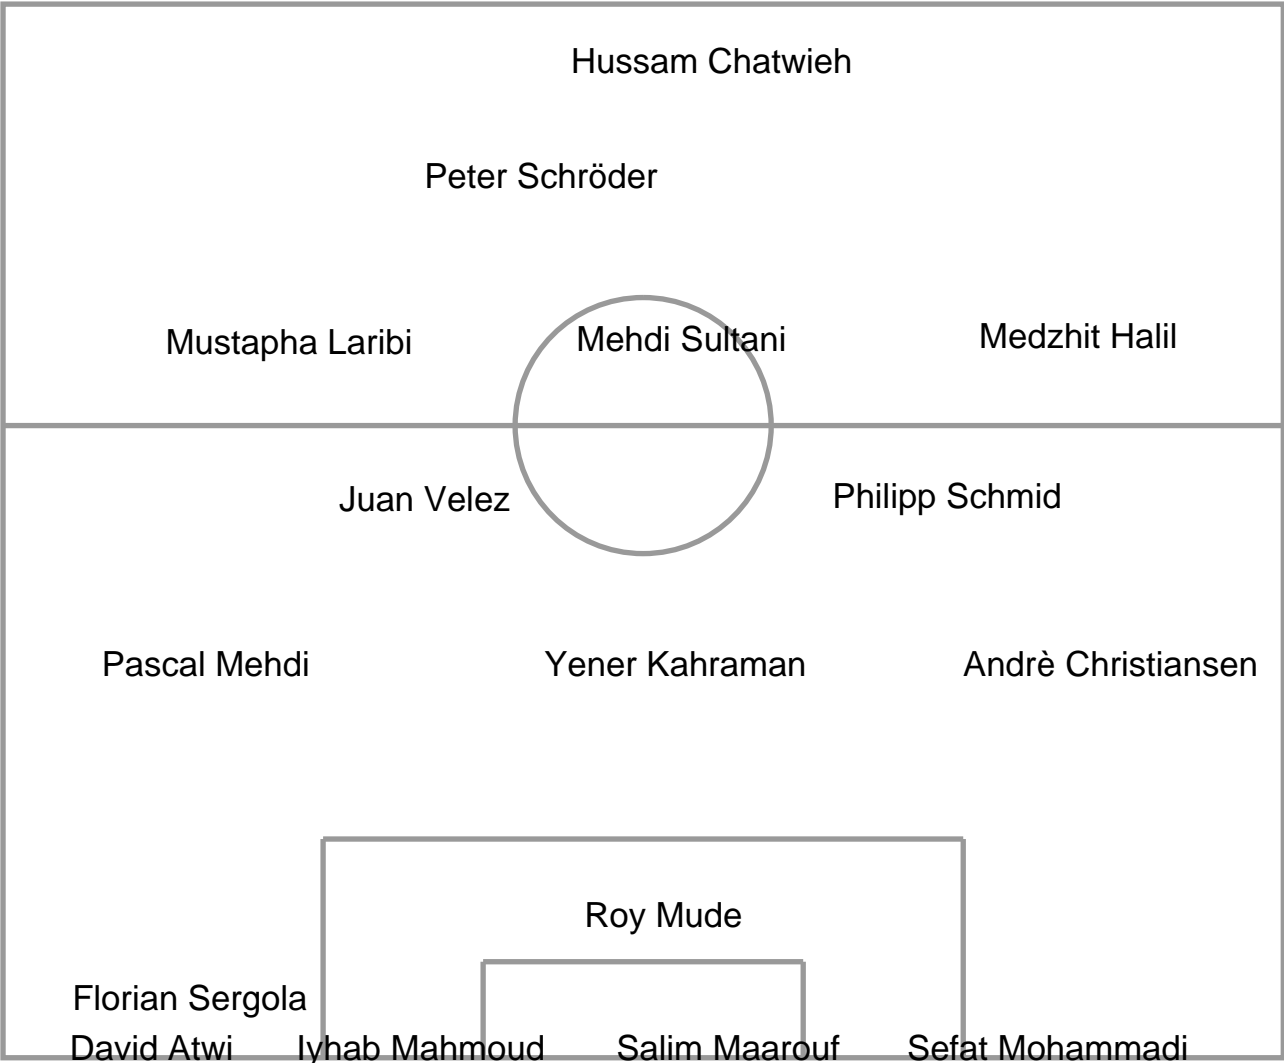 Hussam Chatwieh
Peter Schröder
Mustapha Laribi Mehdi Sultani Medzhit Halil
Juan Velez Philipp Schmid
Pascal Mehdi Yener Kahraman Andrè Christiansen
Roy Mude
Florian Sergola
David Atwi Iyhab Mahmoud Salim Maarouf Sefat Mohammadi